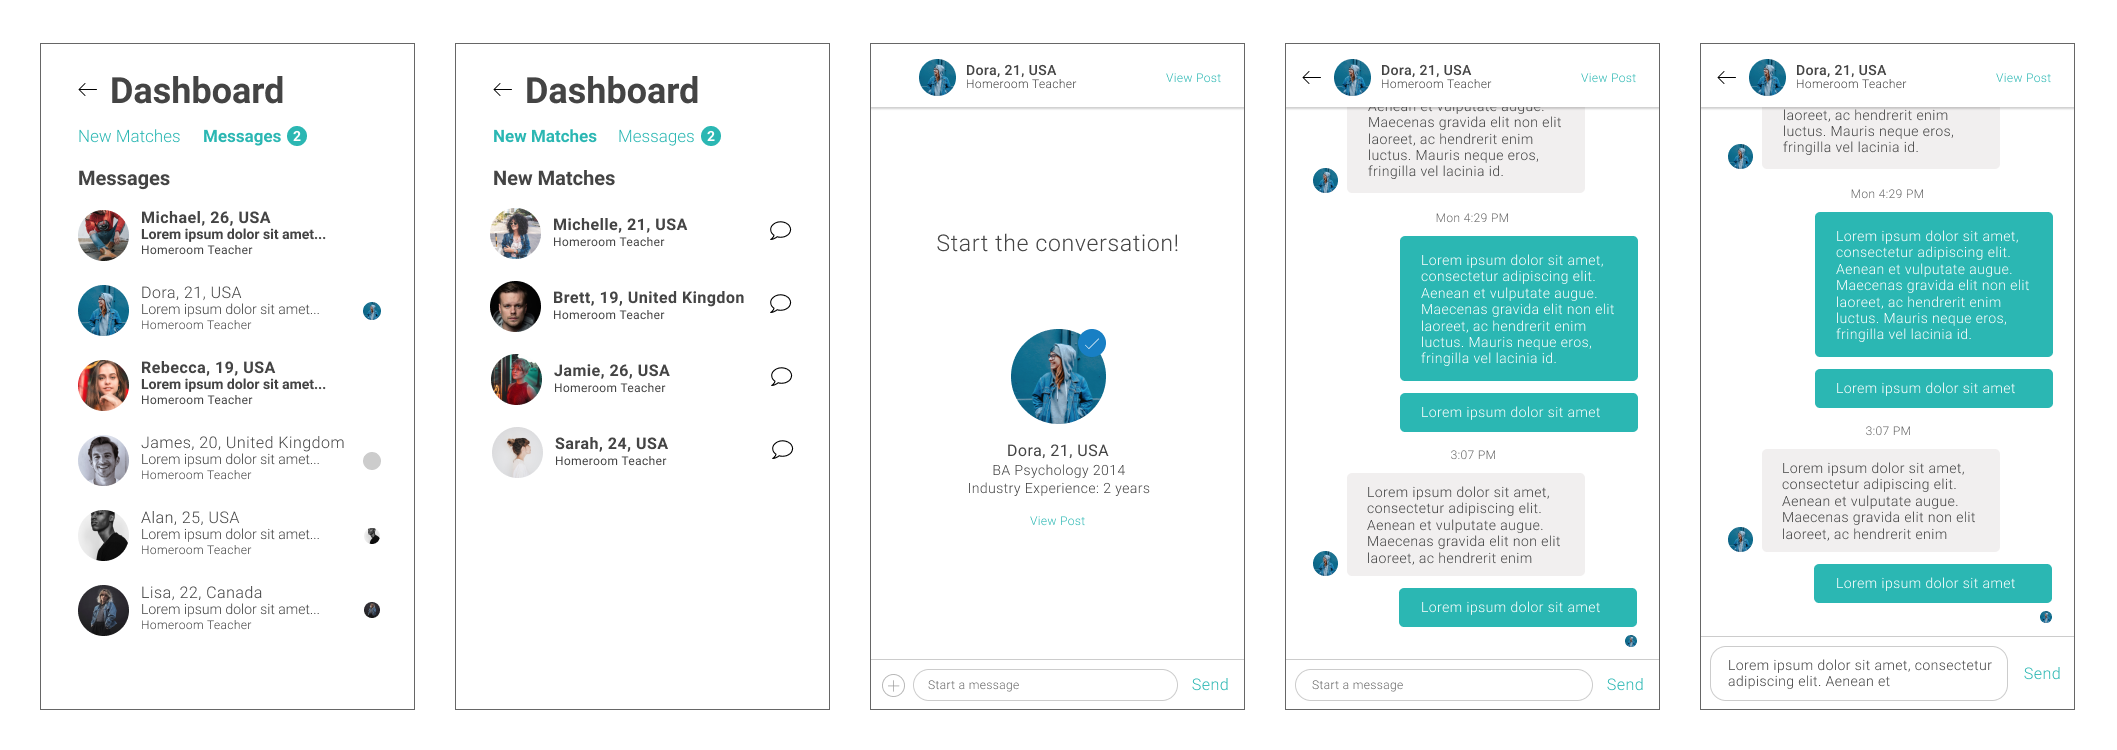 Dashboard
New Matches Messages 2
Messages
Michael, 26, USA
Lorem ipsum dolor sit amet...
Homeroom Teacher
Dora, 21, USA
Lorem ipsum dolor sit amet...
Homeroom Teacher
Rebecca, 19, USA
Lorem ipsum dolor sit amet...
Homeroom Teacher
James, 20, United Kingdom
Lorem ipsum dolor sit amet...
Homeroom Teacher
Alan, 25, USA
Lorem ipsum dolor sit amet...
Homeroom Teacher
Lisa, 22, Canada
Lorem ipsum dolor sit amet...
Homeroom Teacher
Dashboard
New Matches Messages 2
New Matches
Michelle, 21, USA
Homeroom Teacher
Brett, 19, United Kingdon
Homeroom Teacher
Jamie, 26, USA
Homeroom Teacher
Sarah, 24, USA
Homeroom Teacher
Dora, 21, USA
Homeroom Teacher
View Post
Start the conversation!
Dora, 21, USA
BA Psychology 2014
Industry Experience: 2 years
View Post
Start a message
Send
Dora, 21, USA
Homeroom Teacher
View Post
Aenean et vulputate augue.
Maecenas gravida elit non elit
laoreet, ac hendrerit enim
luctus. Mauris neque eros,
fringilla vel lacinia id.
Mon 4:29 PM
Lorem ipsum dolor sit amet,
consectetur adipiscing elit.
Aenean et vulputate augue.
Maecenas gravida elit non elit
laoreet, ac hendrerit enim
luctus. Mauris neque eros,
fringilla vel lacinia id.
Lorem ipsum dolor sit amet
3:07 PM
Lorem ipsum dolor sit amet,
consectetur adipiscing elit.
Aenean et vulputate augue.
Maecenas gravida elit non elit
laoreet, ac hendrerit enim
Lorem ipsum dolor sit amet
Start a message
Send
Dora, 21, USA
Homeroom Teacher
View Post
laoreet, ac hendrerit enim
luctus. Mauris neque eros,
fringilla vel lacinia id.
Mon 4:29 PM
Lorem ipsum dolor sit amet,
consectetur adipiscing elit.
Aenean et vulputate augue.
Maecenas gravida elit non elit
laoreet, ac hendrerit enim
luctus. Mauris neque eros,
fringilla vel lacinia id.
Lorem ipsum dolor sit amet
3:07 PM
Lorem ipsum dolor sit amet,
consectetur adipiscing elit.
Aenean et vulputate augue.
Maecenas gravida elit non elit
laoreet, ac hendrerit enim
Lorem ipsum dolor sit amet
Lorem ipsum dolor sit amet, consectetur
adipiscing elit. Aenean et
Send